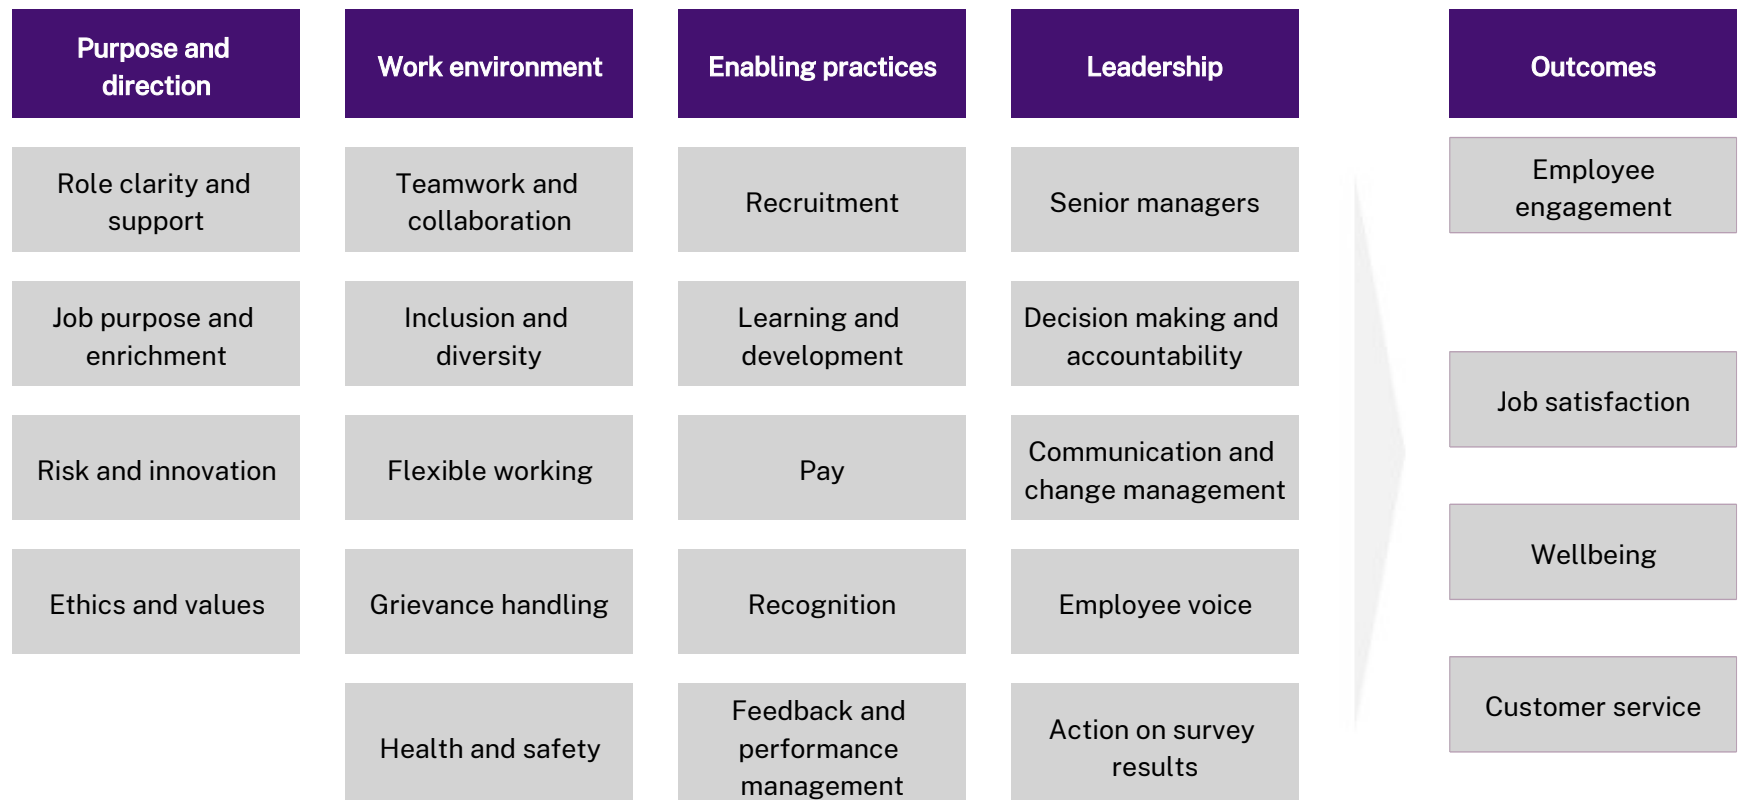 Purpose and
direction
Role clarity and
support
Job purpose and
enrichment
Risk and innovation
Ethics and values
Work environment
Teamwork and
collaboration
Inclusion and
diversity
Flexible working
Grievance handling
Health and safety
Enabling practices
Recruitment
Learning and
development
Pay
Recognition
Feedback and
performance
management
Leadership
Senior managers
Decision making and
accountability
Communication and
change management
Employee voice
Action on survey
results
Outcomes
Employee
engagement
Job satisfaction
Wellbeing
Customer service